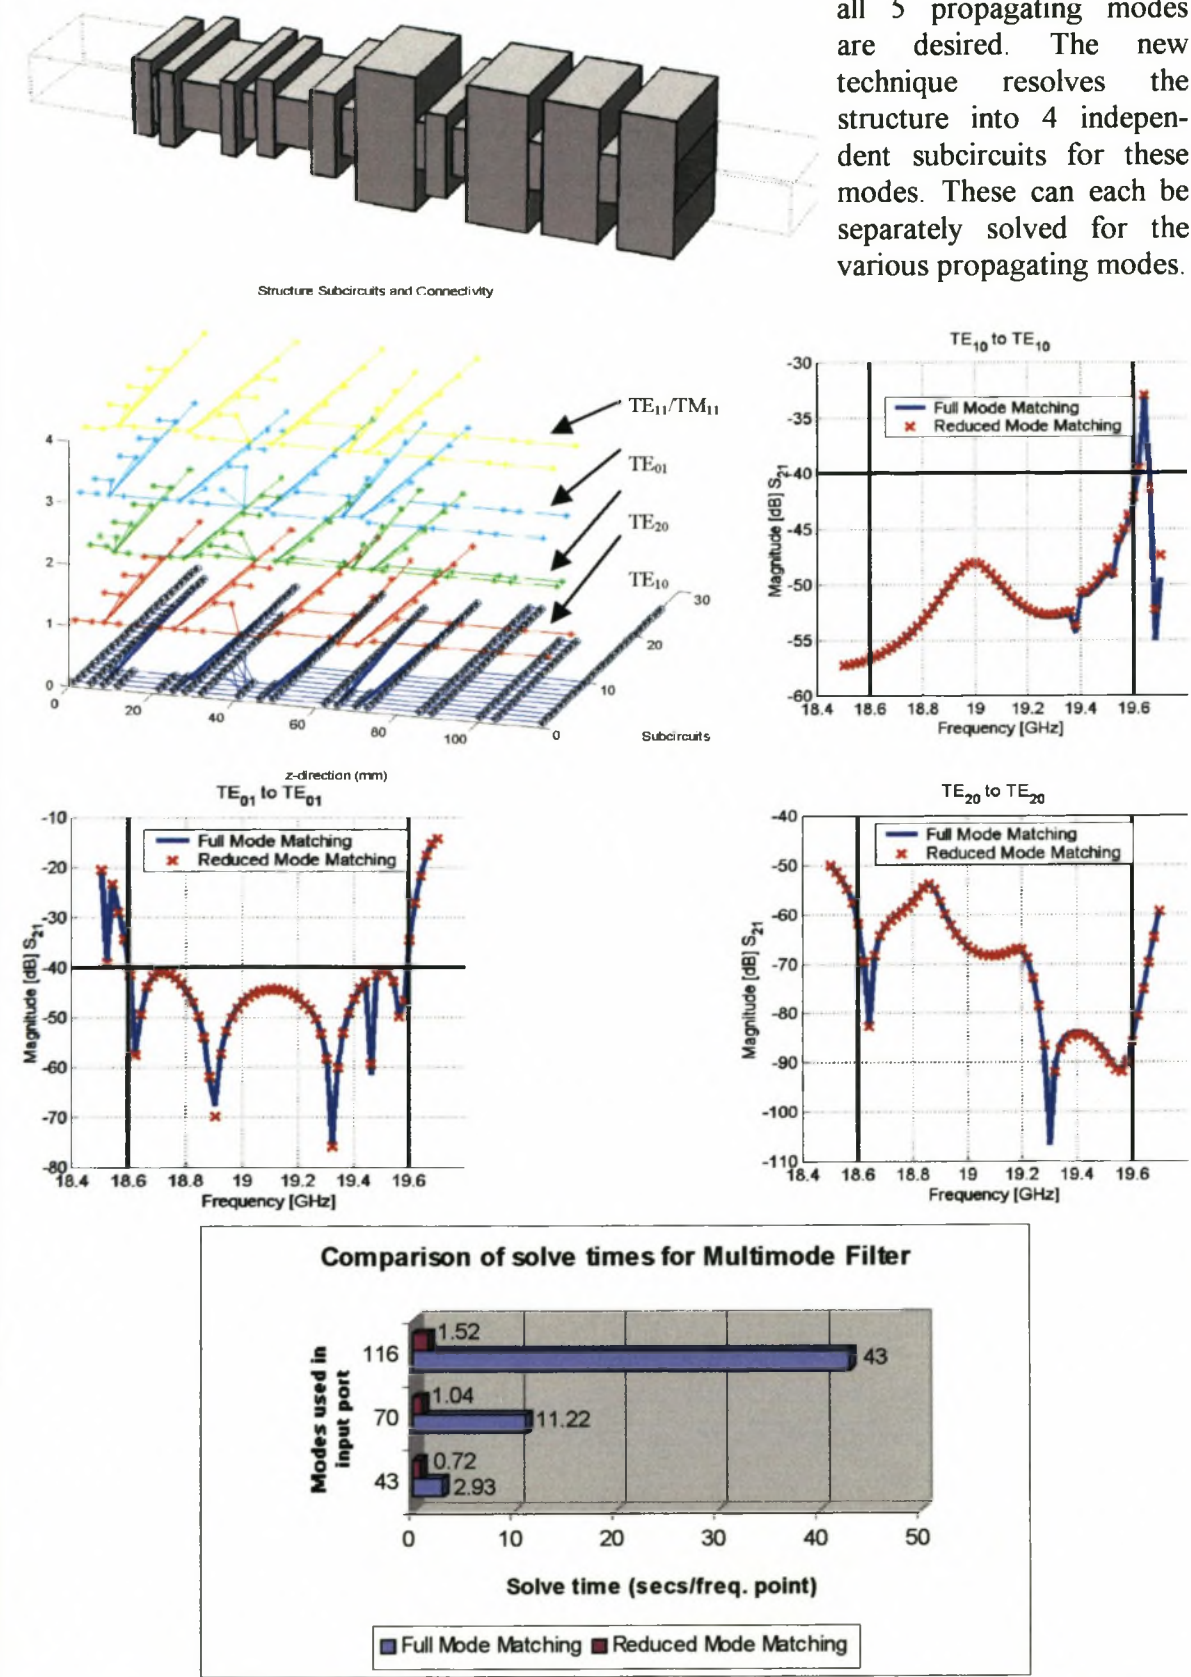 all 5 propagating modes
are desired. The new
technique resolves the
structure into 4 indepen-
dent subcircuits for these
modes. These can each be
separately solved for the
various propagating modes.
Structure Subcircuits and Connectivity
TE11/TM11
TE01
TE20
TE10
4
3
2
1
0
0
20
40
60
80
100
0
10
20
30
Subcircuits
z-direction (mm)
TE10 to TE10
Full Mode Matching
Reduced Mode Matching
Magnitude [dB] S21
-30
-35
-40
-45
-50
-55
-60
18.4 18.6 18.8 19 19.2 19.4 19.6
Frequency [GHz]
TE01 to TE01
Full Mode Matching
Reduced Mode Matching
Magnitude [dB] S21
-10
-20
-30
-40
-50
-60
-70
-80
18.4 18.6 18.8 19 19.2 19.4 19.6
Frequency [GHz]
TE20 to TE20
Full Mode Matching
Reduced Mode Matching
Magnitude [dB] S21
-40
-50
-60
-70
-80
-90
-100
-110
18.4 18.6 18.8 19 19.2 19.4 19.6
Frequency [GHz]
Comparison of solve times for Multimode Filter
Modes used in
input port
116
1.52
43
70
1.04
11.22
43
0.72
2.93
0 10 20 30 40 50
Solve time (secs/freq. point)
Full Mode Matching Reduced Mode Matching